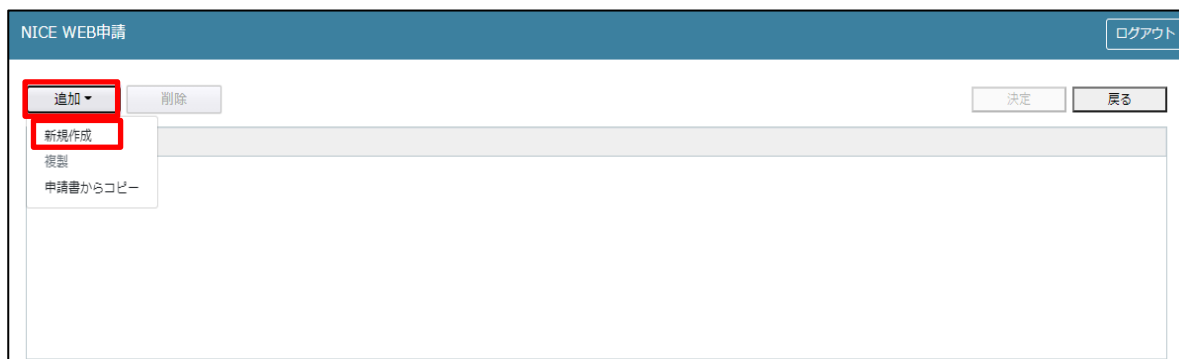 NICE WEB申請
ログアウト
追加
削除
決定
戻る
新規作成
複製
申請書からコピー